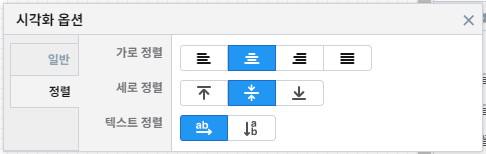 시각화 옵션
일반
정렬
가로 정렬
세로 정렬
텍스트 정렬
ab
a
b